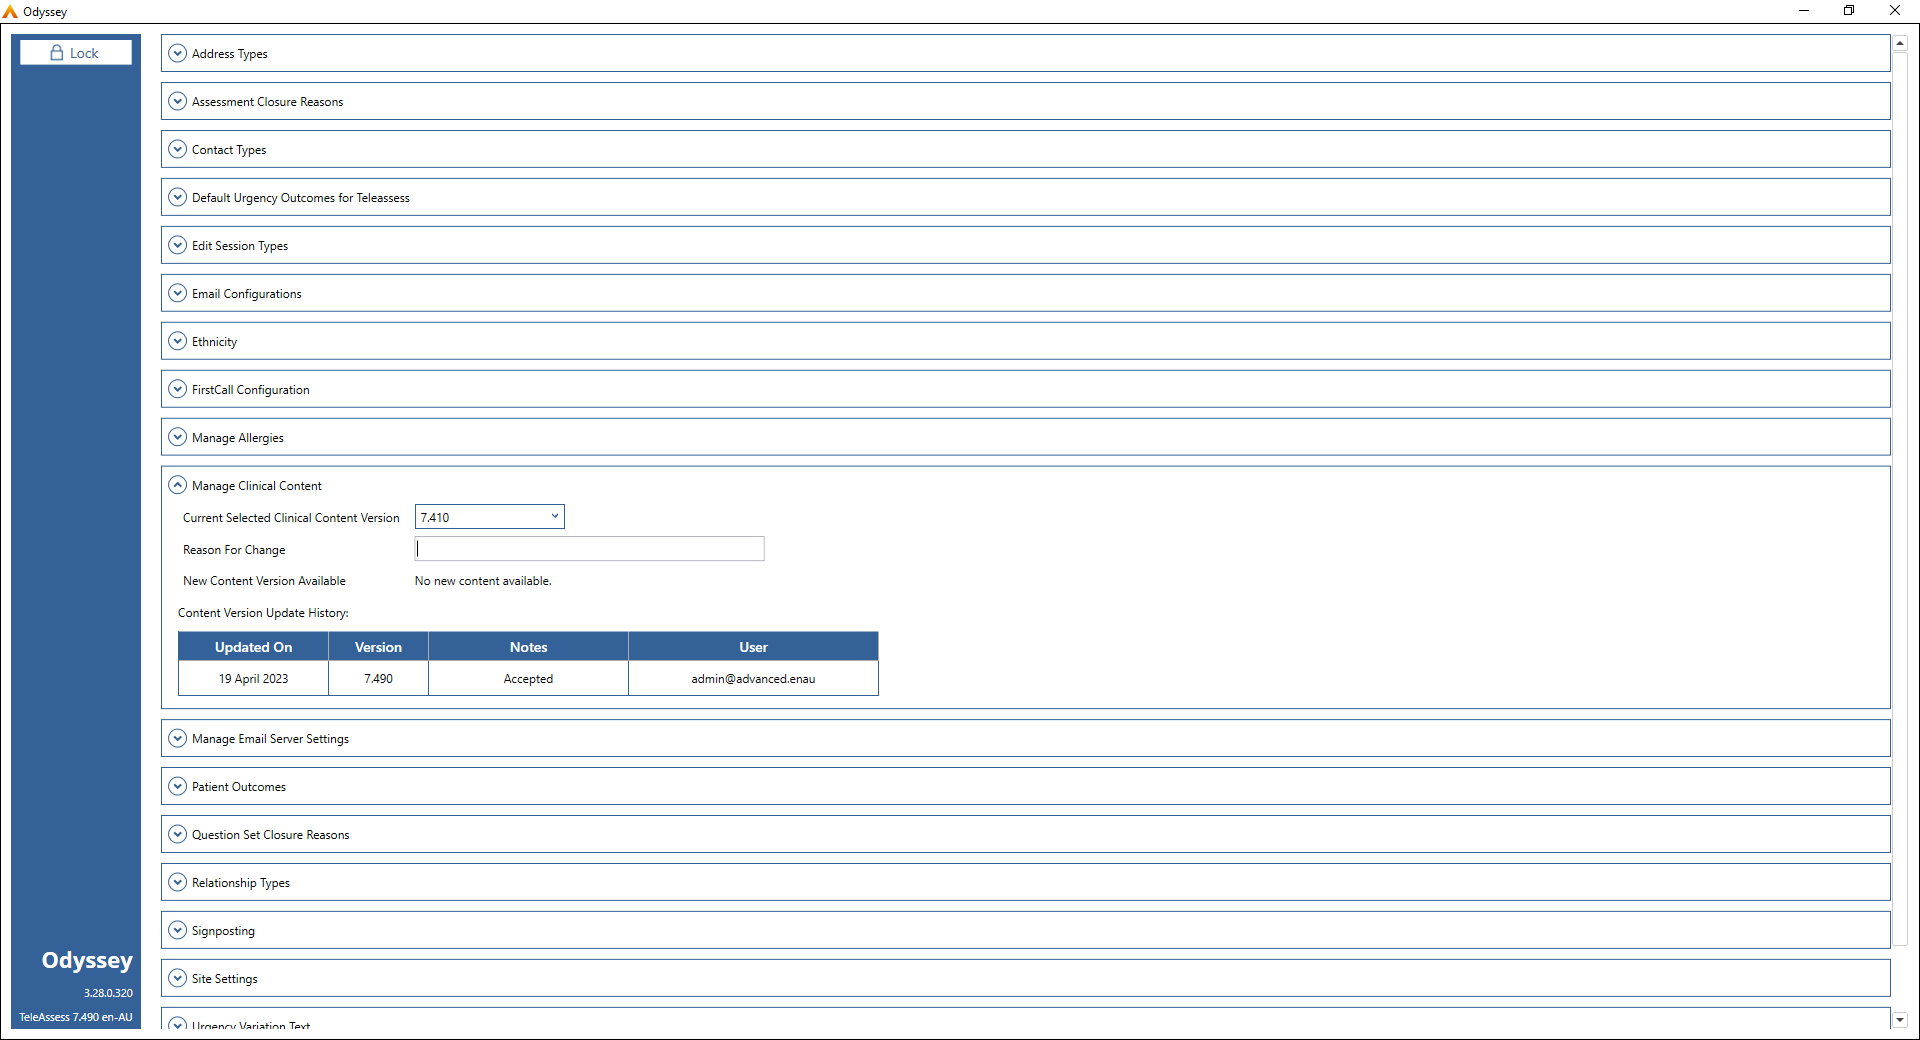 Odyssey
Lock
Address Types
Assessment Closure Reasons
Contact Types
Default Urgency Outcomes for Teleassess
Edit Session Types
Email Configurations
Ethnicity
FirstCall Configuration
Manage Allergies
Manage Clinical Content
Current Selected Clinical Content Version 7.410
Reason For Change
New Content Version Available No new content available.
Content Version Update History:
Updated On Version Notes User
19 April 2023 7.490 Accepted admin@advanced.enau
Manage Email Server Settings
Patient Outcomes
Question Set Closure Reasons
Relationship Types
Signposting
Site Settings
Urgency Variation Text
Odyssey
3.28.0.320
TeleAssess 7.490 en-AU